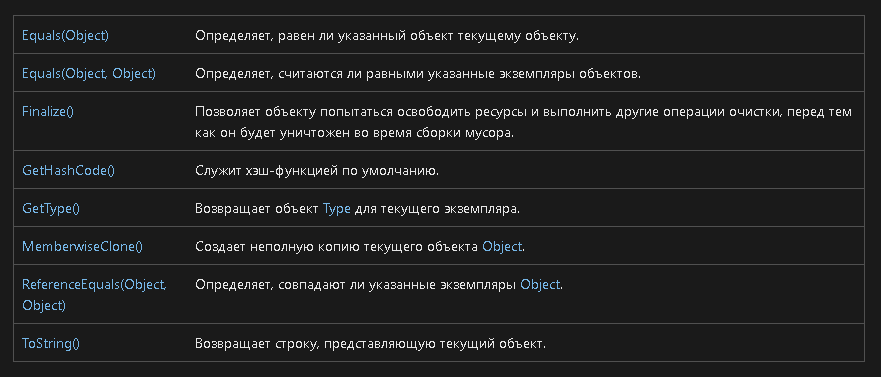 Equals(Object) Определяет, равен ли указанный объект текущему объекту.
Equals(Object, Object) Определяет, считаются ли равными указанные экземпляры объектов.
Finalize() Позволяет объекту попытаться освободить ресурсы и выполнить другие операции очистки, перед тем
как он будет уничтожен во время сборки мусора.
GetHashCode() Служит хэш-функцией по умолчанию.
GetType() Возвращает объект Type для текущего экземпляра.
MemberwiseClone() Создает неполную копию текущего объекта Object.
ReferenceEquals(Object, Определяет, совпадают ли указанные экземпляры Object.
Object)
ToString() Возвращает строку, представляющую текущий объект.